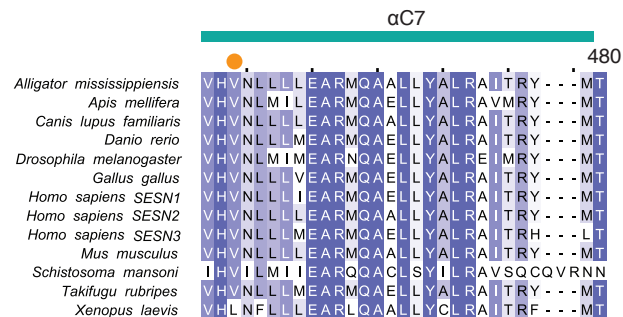 αC7
480
Alligator mississippiensis VHVNLLLLEARMQAALLYALRAITRY---MT
Apis mellifera VHVNLMILEARMQAELLYALRAVMRY---MT
Canis lupus familiaris VHVNLLLLEARMQAALLYALRAITRY---MT
Danio rerio VHVNLLLMEARMQAELLYALRAITRY---MT
Drosophila melanogaster VHVNLMIMEARNQAELLYALREIMRY---MT
Gallus gallus VHVNLLLVEARMQAELLYALRAITRY---MT
Homo sapiens SESN1 VHVNLLLIEARMQAELLYALRAITRY---MT
Homo sapiens SESN2 VHVNLLLLEARMQAALLYALRAITRY---MT
Homo sapiens SESN3 VHVNLLLMEARMQAELLYALRAITRH---LT
Mus musculus VHVNLLLLEARMQAALLYALRAITRY---MT
Schistosoma mansoni IHVILMIIEARQQACLSYILRAVSQCQVRNN
Takifugu rubripes VHVNLLLMEARMQAELLYALRAITRY---MT
Xenopus laevis VHLNFLLLEARLQAALLYCLRAITRF---MT